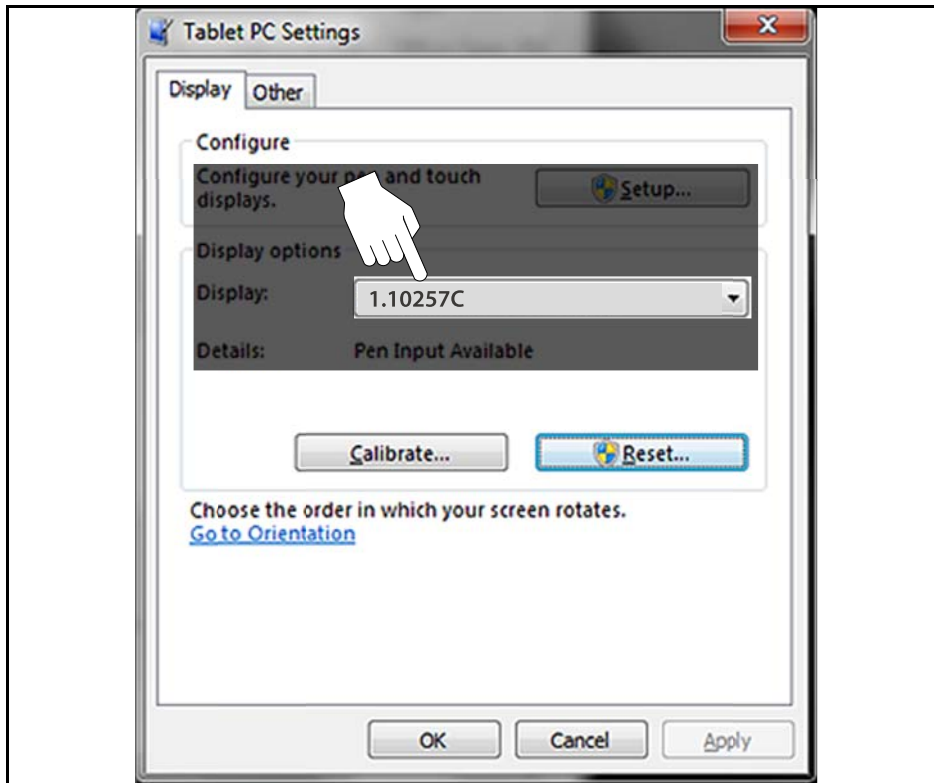 Tablet PC Settings
Display Other
Configure
Configure your pen and touch
displays.
Setup...
Display options
Display: 1.10257C
Details: Pen Input Available
Calibrate... Reset...
Choose the order in which your screen rotates.
Go to Orientation
OK Cancel Apply